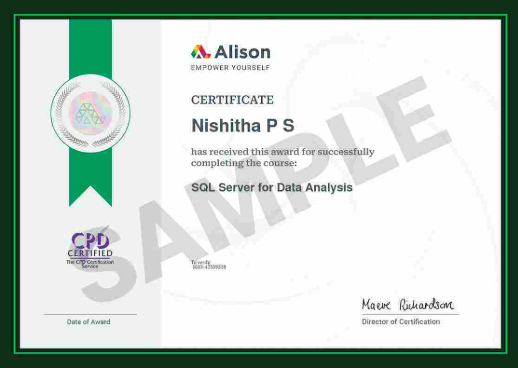 Alison
EMPOWER YOURSELF
CERTIFICATE
Nishitha P S
has received this award for successfully
completing the course:
SQL Server for Data Analysis
SAMPLE
CPD
CERTIFIED
The CPD Certification
Service
To verify
Maeve Richardson
Date of Award
Director of Certification